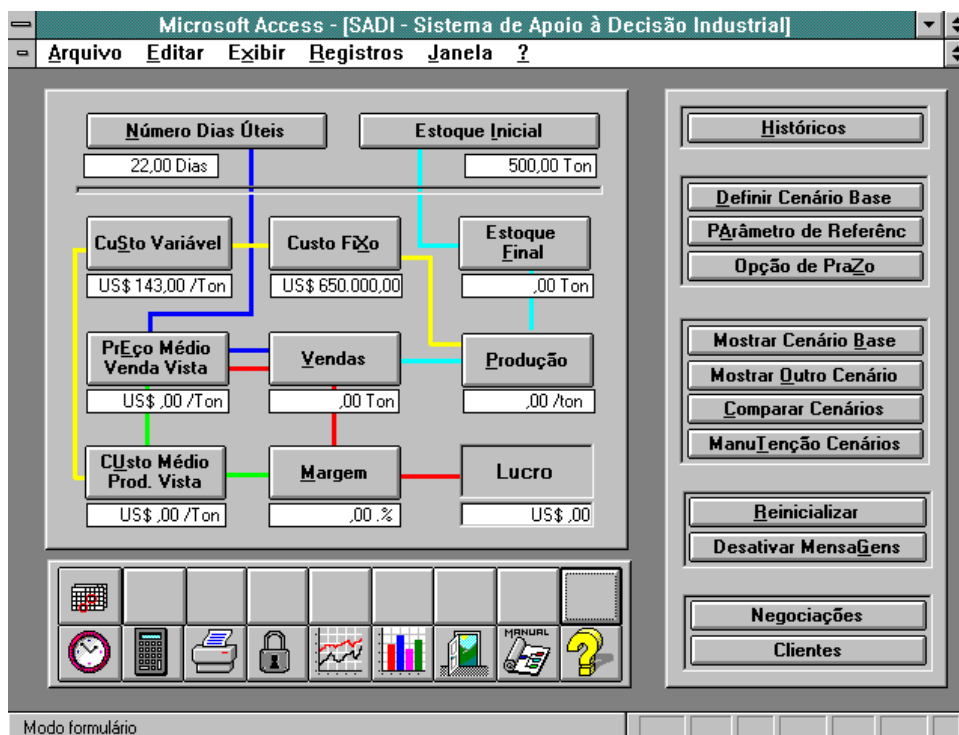 Microsoft Access - [SADI - Sistema de Apoio à Decisão Industrial]
Arquivo Editar Exibir Registros Janela ?
Número Dias Úteis
Estoque Inicial
22,00 Dias
500,00 Ton
CuSto Variável
Custo FiXo
Estoque
Final
US$ 143,00 /Ton
US$ 650.000,00
,00 Ton
PrEço Médio
Venda Vista
Vendas
Produção
US$ ,00 /Ton
,00 Ton
,00 /ton
CUsto Médio
Prod. Vista
Margem
Lucro
US$ ,00 /Ton
,00 .%
US$ ,00
MANUAL
Históricos
Definir Cenário Base
PArâmetro de Referênc
Opção de PraZo
Mostrar Cenário Base
Mostrar Outro Cenário
Comparar Cenários
ManuTenção Cenários
Reinicializar
Desativar MensaGens
Negociações
Clientes
Modo formulário